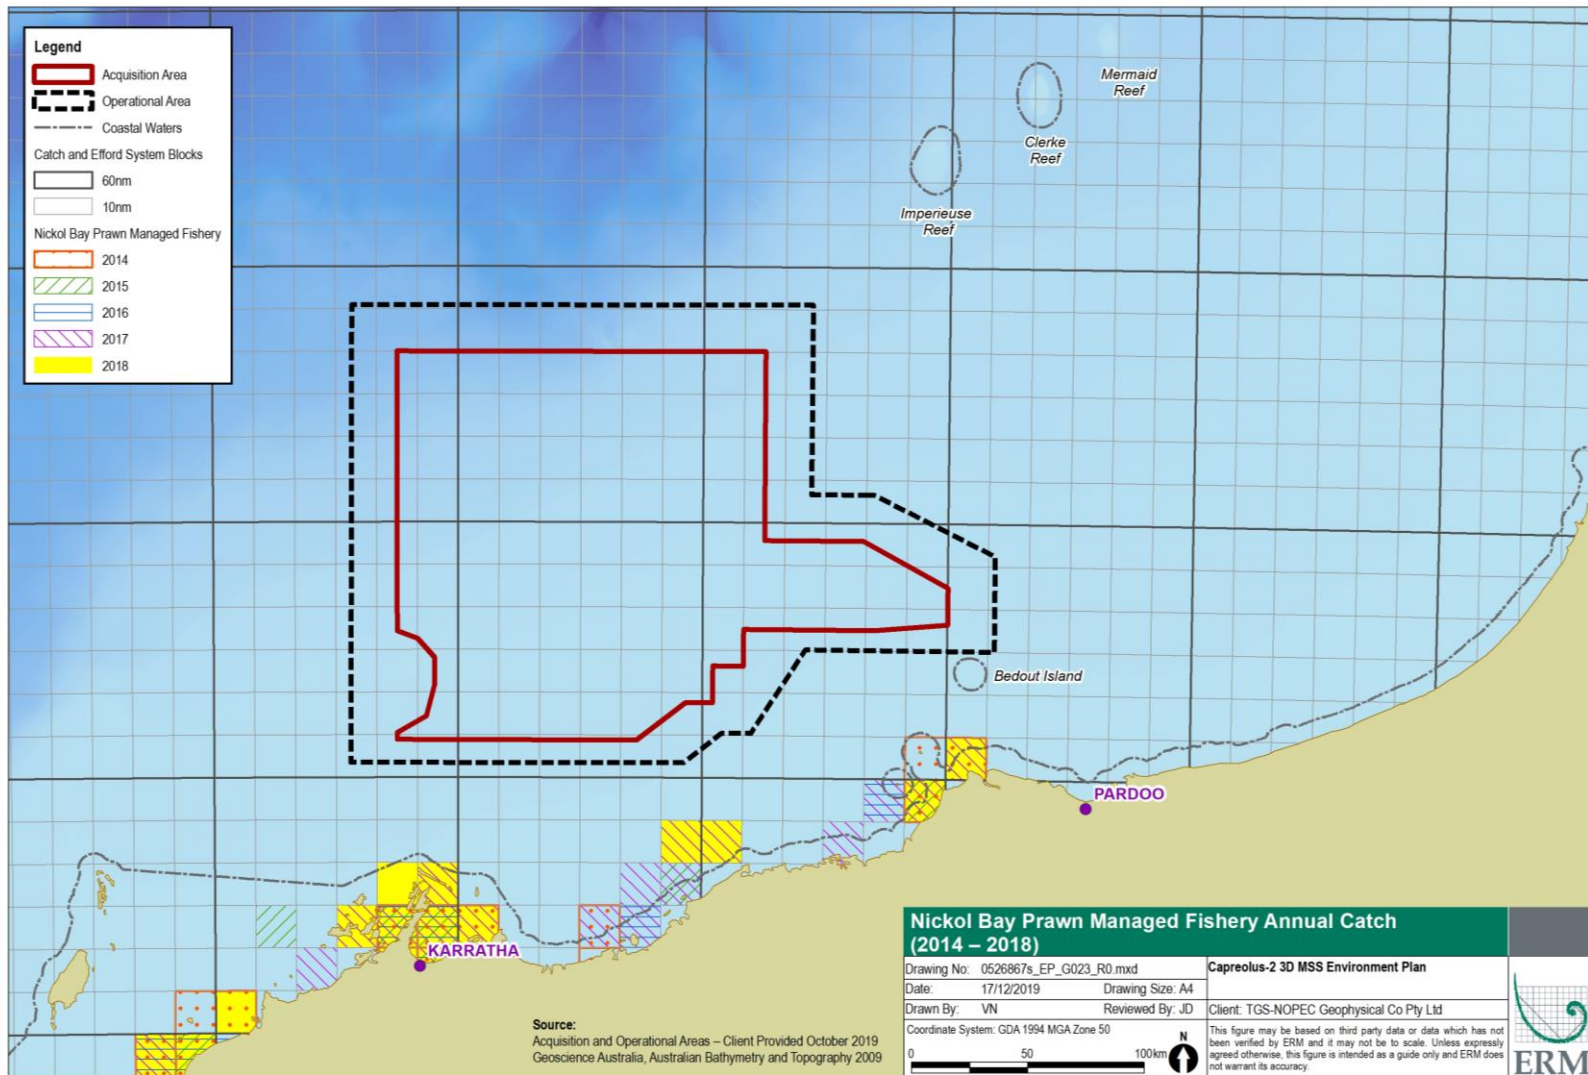 Legend
Acquisition Area
Operational Area
Coastal Waters
Catch and Efford System Blocks
60nm
10nm
Nickol Bay Prawn Managed Fishery
2014
2015
2016
2017
2018
Mermaid
Reef
Clerke
Reef
Imperieuse
Reef
Bedout Island
PARDOO
KARRATHA
Source:
Acquisition and Operational Areas – Client Provided October 2019
Geoscience Australia, Australian Bathymetry and Topography 2009
Nickol Bay Prawn Managed Fishery Annual Catch
(2014 – 2018)
Drawing No: 0526867s_EP_G023_R0.mxd
Capreolus-2 3D MSS Environment Plan
Date: 17/12/2019 Drawing Size: A4
Drawn By: VN Reviewed By: JD
Client: TGS-NOPEC Geophysical Co Pty Ltd
Coordinate System: GDA 1994 MGA Zone 50
N
0 50 100km
This figure may be based on third party data or data which has not
been verified by ERM and it may not be to scale. Unless expressly
agreed otherwise, this figure is intended as a guide only and ERM does
not warrant its accuracy.
ERM